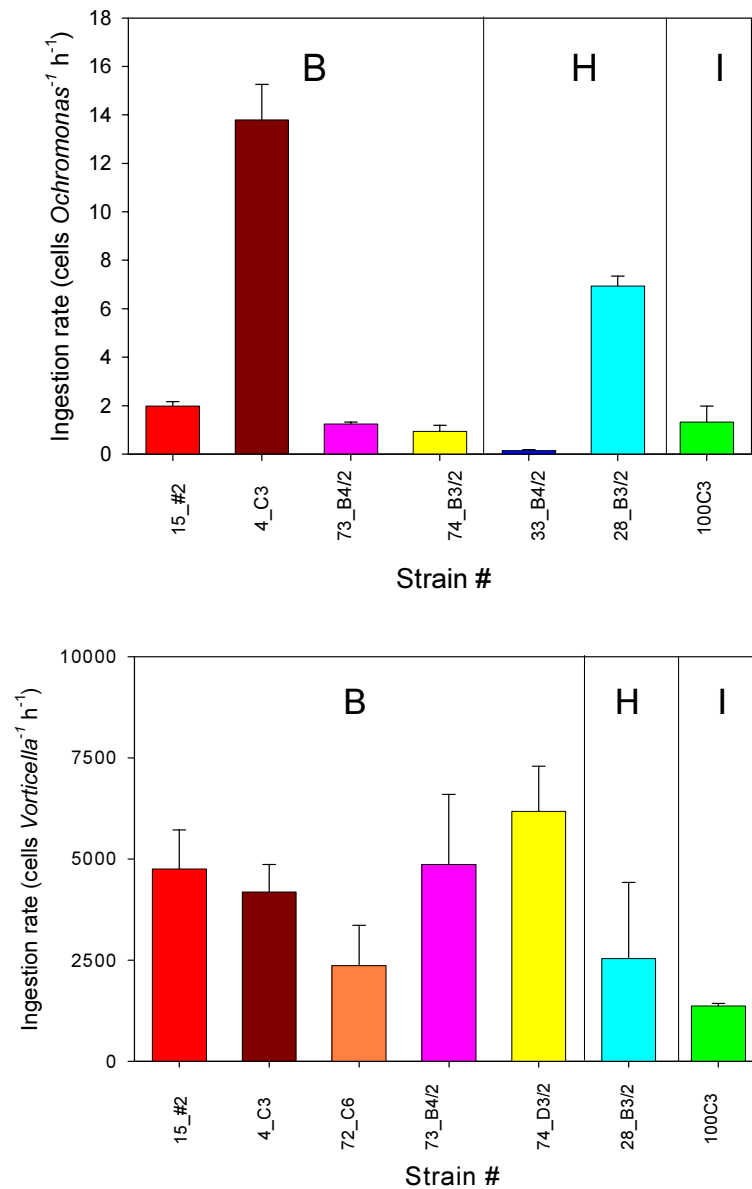 Ingestion rate (cells Ochromonas⁻¹ h⁻¹)
18
16
14
12
10
8
6
4
2
0
B
H
I
15_#2
4_C3
73_B4/2
74_B3/2
33_B4/2
28_B3/2
100C3
Strain #
Ingestion rate (cells Vorticella⁻¹ h⁻¹)
10000
7500
5000
2500
0
B
H
I
15_#2
4_C3
72_C6
73_B4/2
74_D3/2
28_B3/2
100C3
Strain #